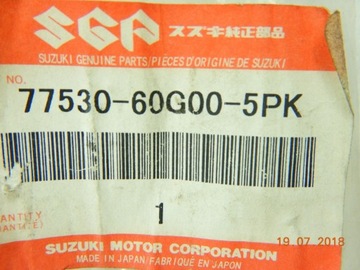 SGP スズキ純正部品
SUZUKI GENUINE PARTS/PIÈCES D'ORIGINE DE SUZUKI
NO.
77530-60G00-5PK
QUANTITY 1
SUZUKI MOTOR CORPORATION
MADE IN JAPAN/FABRIQUÉ EN JAPON
19.07.2018